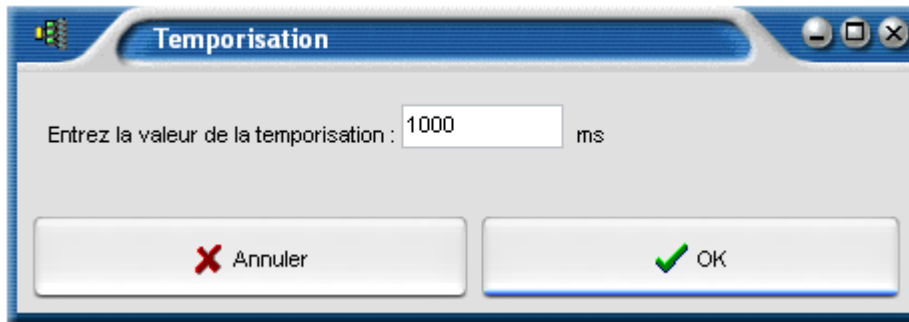 Temporisation
Entrez la valeur de la temporisation : 1000 ms
Annuler OK